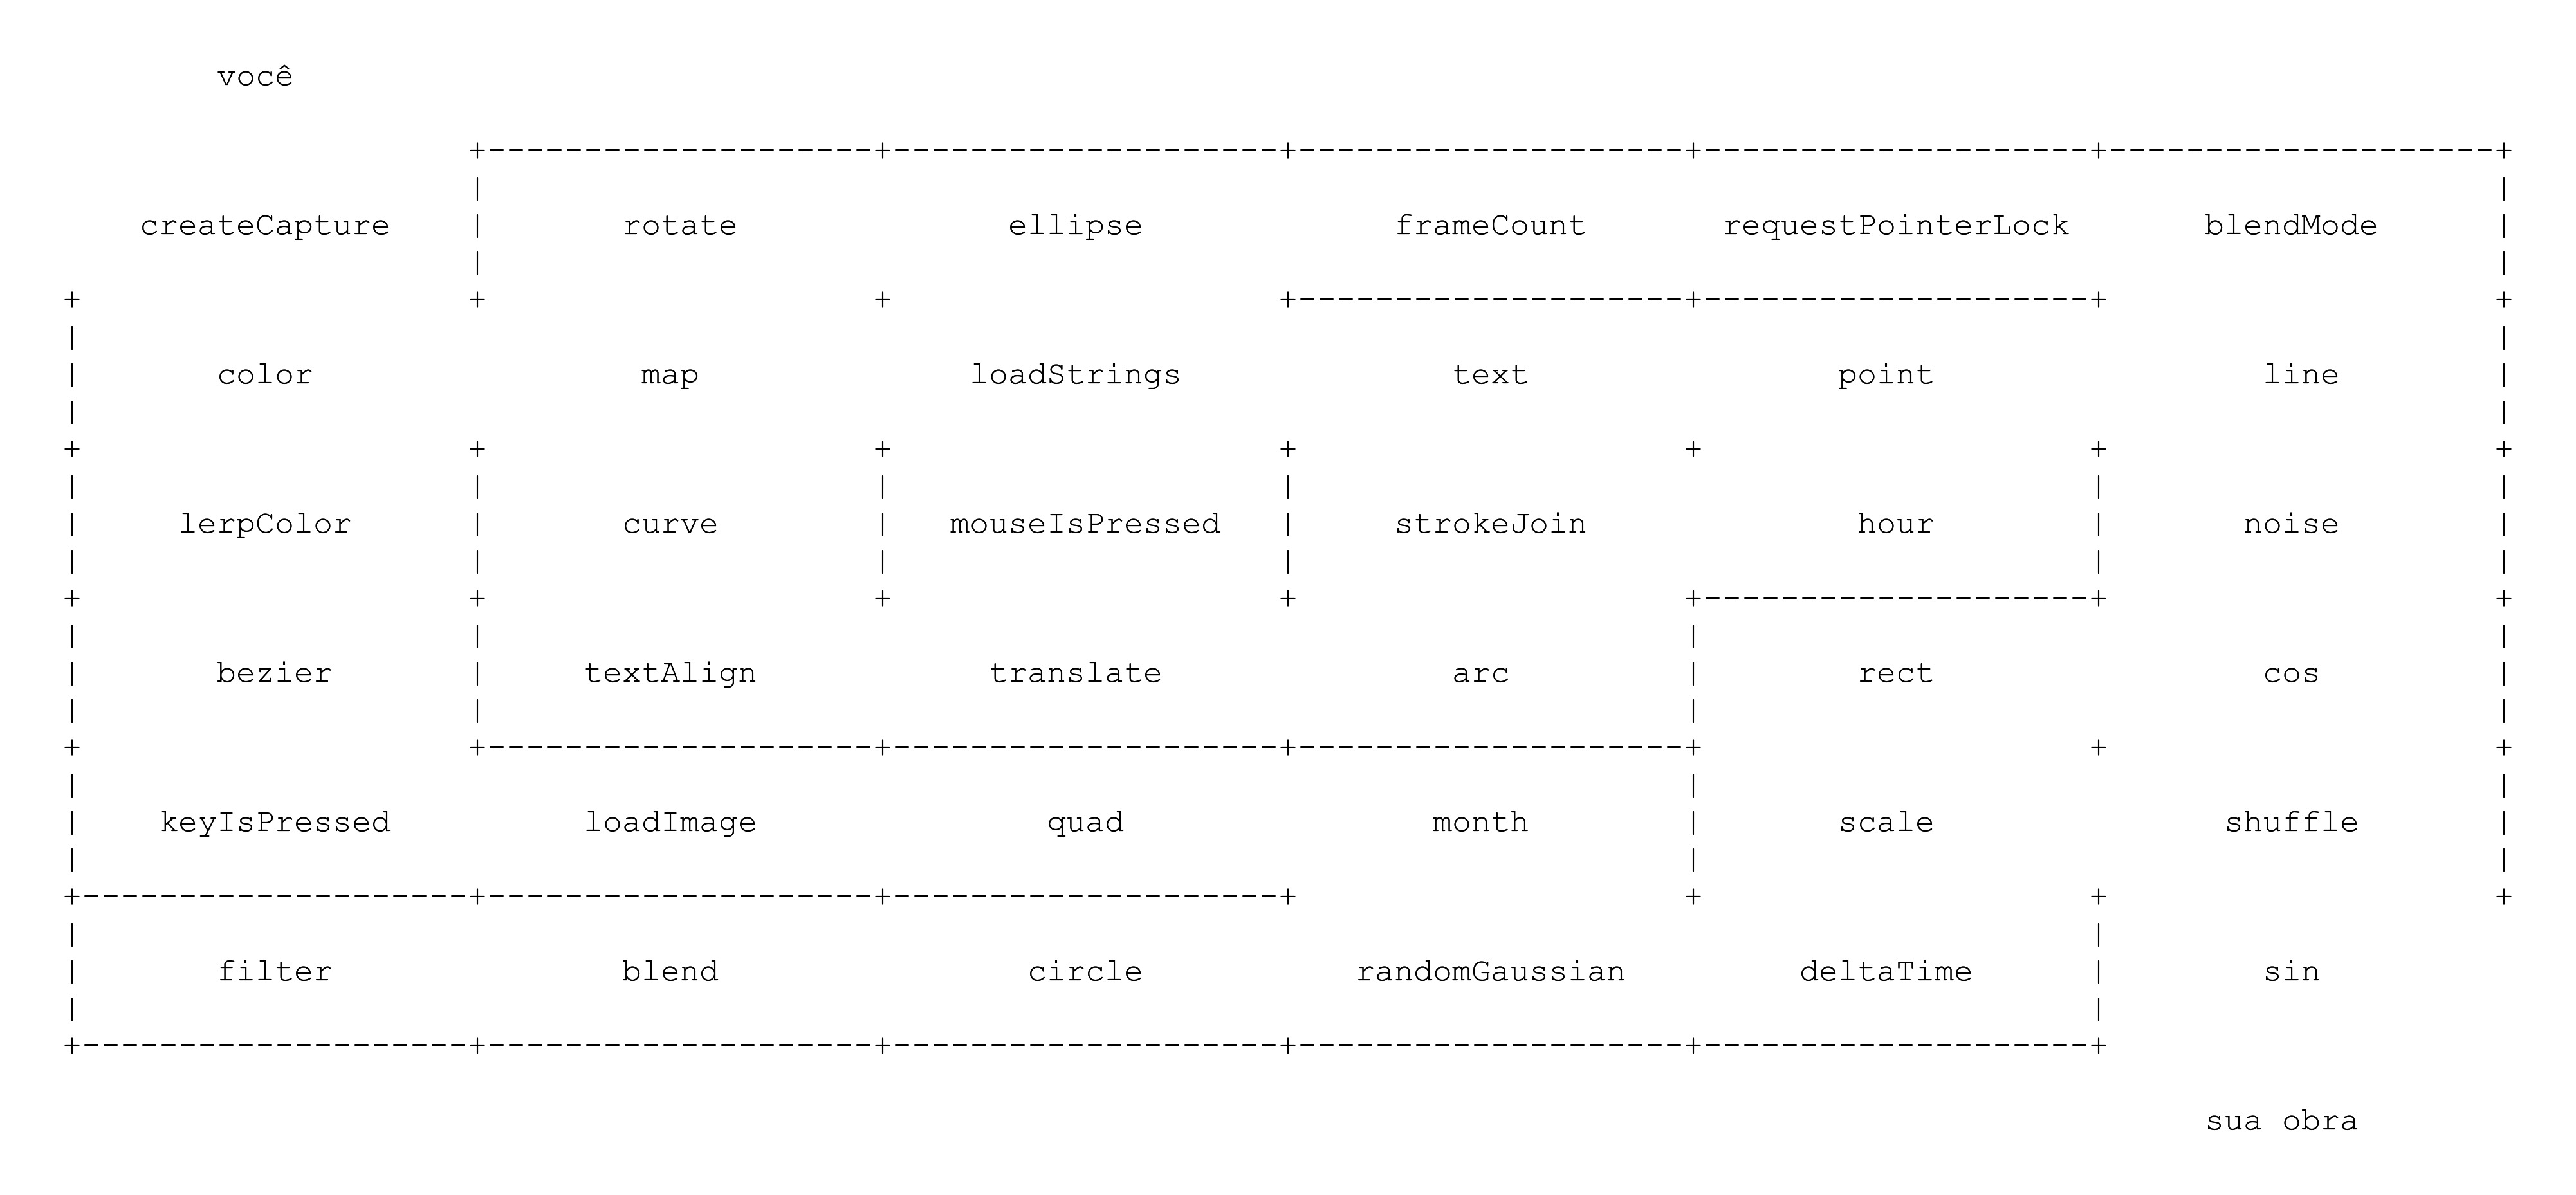 você
createCapture rotate ellipse frameCount requestPointerLock blendMode
color map loadStrings text point line
lerpColor curve mouseIsPressed strokeJoin hour noise
bezier textAlign translate arc rect cos
keyIsPressed loadImage quad month scale shuffle
filter blend circle randomGaussian deltaTime sin
sua obra